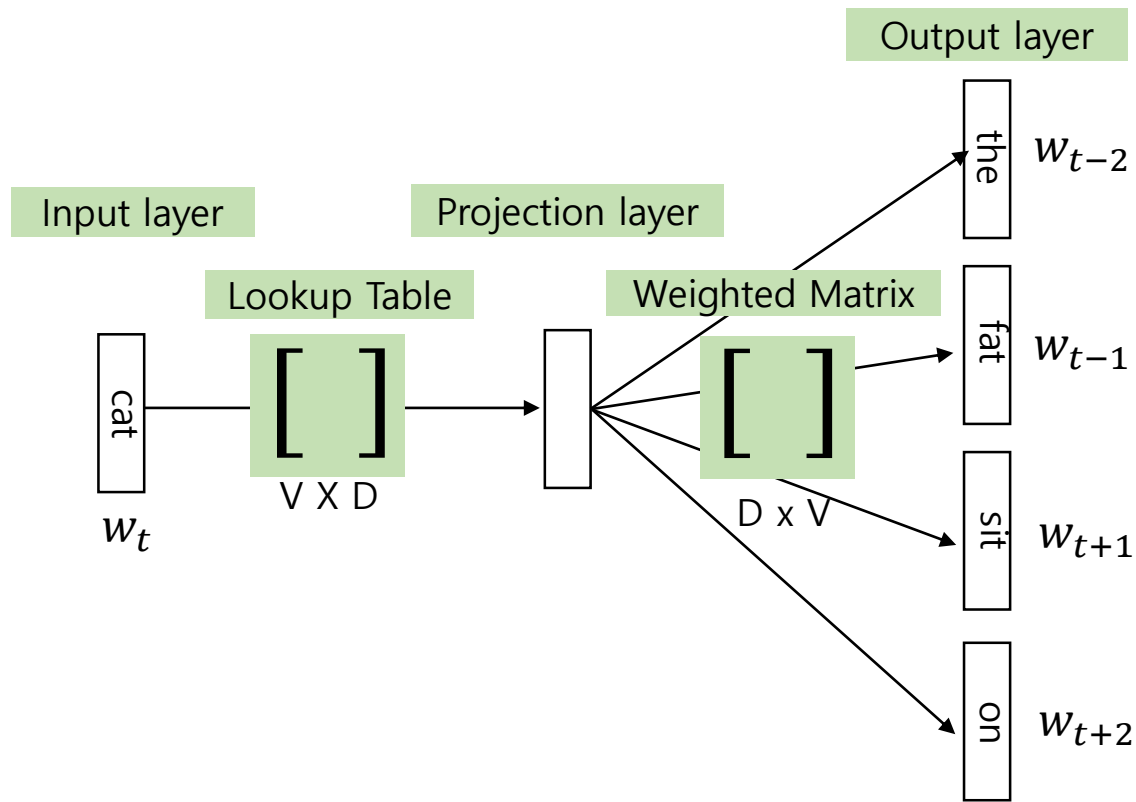 Output layer
the
w_{t-2}
Input layer
Projection layer
Lookup Table
Weighted Matrix
fat
w_{t-1}
cat
[ ]
[ ]
V X D
D x V
w_t
sit
w_{t+1}
on
w_{t+2}